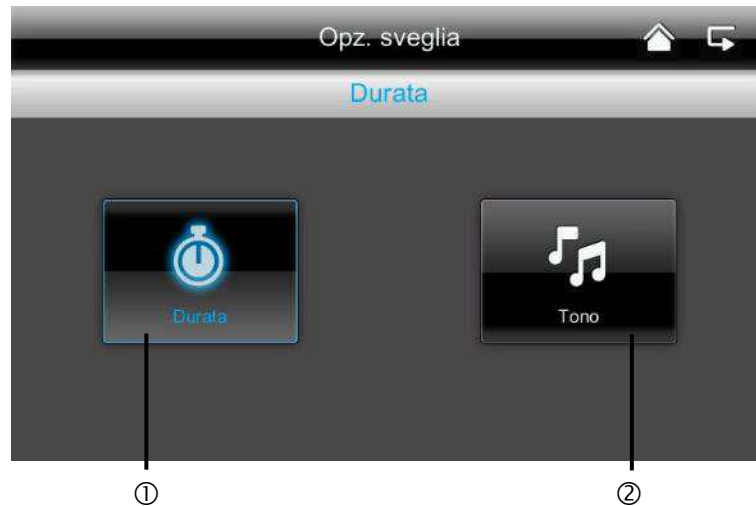 Opz. sveglia
Durata
Durata
Tono
① ②